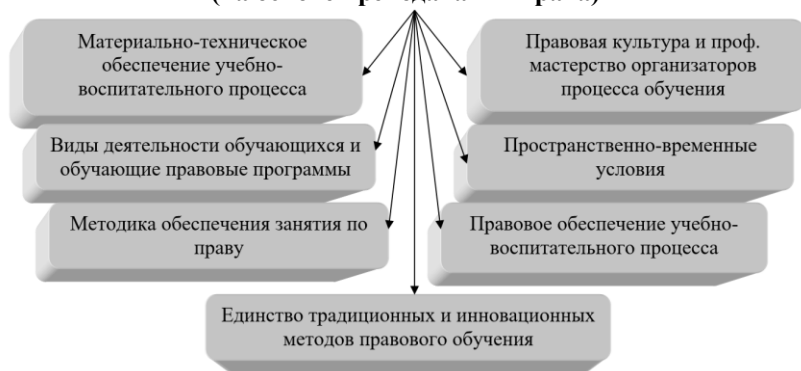 Материально-техническое
обеспечение учебно-
воспитательного процесса
Правовая культура и проф.
мастерство организаторов
процесса обучения
Виды деятельности обучающихся и
обучающие правовые программы
Пространственно-временные
условия
Методика обеспечения занятия по
праву
Правовое обеспечение учебно-
воспитательного процесса
Единство традиционных и инновационных
методов правового обучения